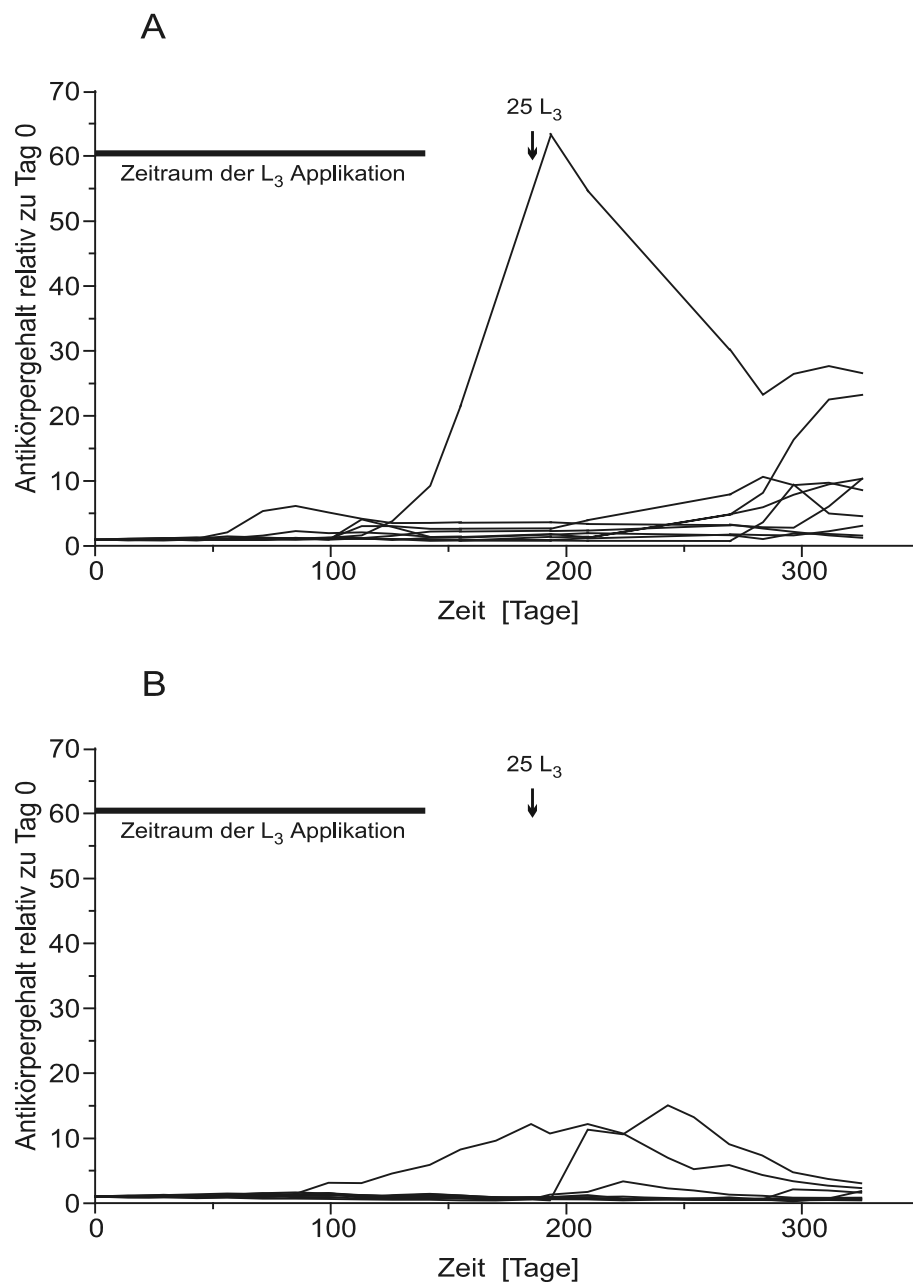 A
70
25 L₃
60
Zeitraum der L₃ Applikation
50
40
30
20
10
0
Antikörpergehalt relativ zu Tag 0
0 100 200 300
Zeit [Tage]
B
70
25 L₃
60
Zeitraum der L₃ Applikation
50
40
30
20
10
0
Antikörpergehalt relativ zu Tag 0
0 100 200 300
Zeit [Tage]